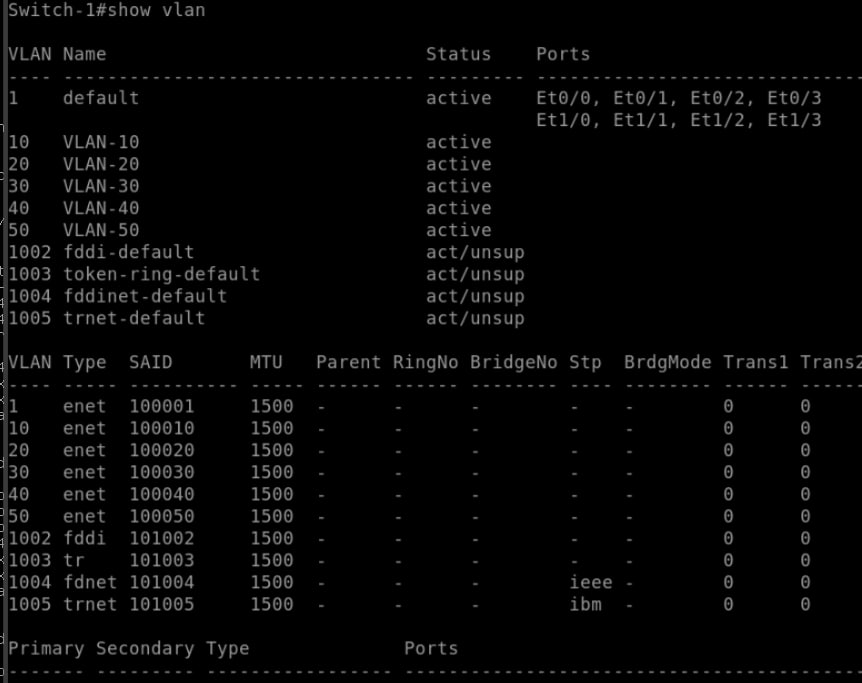 Switch-1#show vlan
VLAN Name                             Status    Ports
---- -------------------------------- --------- -------------------------------
1    default                          active    Et0/0, Et0/1, Et0/2, Et0/3
                                                Et1/0, Et1/1, Et1/2, Et1/3
10   VLAN-10                          active
20   VLAN-20                          active
30   VLAN-30                          active
40   VLAN-40                          active
50   VLAN-50                          active
1002 fddi-default                     act/unsup
1003 token-ring-default               act/unsup
1004 fddinet-default                  act/unsup
1005 trnet-default                    act/unsup
VLAN Type  SAID       MTU   Parent RingNo BridgeNo Stp  BrdgMode Trans1 Trans2
---- ----- ---------- ----- ------ ------ -------- ---- -------- ------ ------
1    enet  100001     1500  -      -      -        -    -        0      0
10   enet  100010     1500  -      -      -        -    -        0      0
20   enet  100020     1500  -      -      -        -    -        0      0
30   enet  100030     1500  -      -      -        -    -        0      0
40   enet  100040     1500  -      -      -        -    -        0      0
50   enet  100050     1500  -      -      -        -    -        0      0
1002 fddi  101002     1500  -      -      -        -    -        0      0
1003 tr    101003     1500  -      -      -        -    -        0      0
1004 fdnet 101004     1500  -      -      -        ieee -        0      0
1005 trnet 101005     1500  -      -      -        ibm  -        0      0
Primary Secondary Type              Ports
------- --------- ----------------- ------------------------------------------